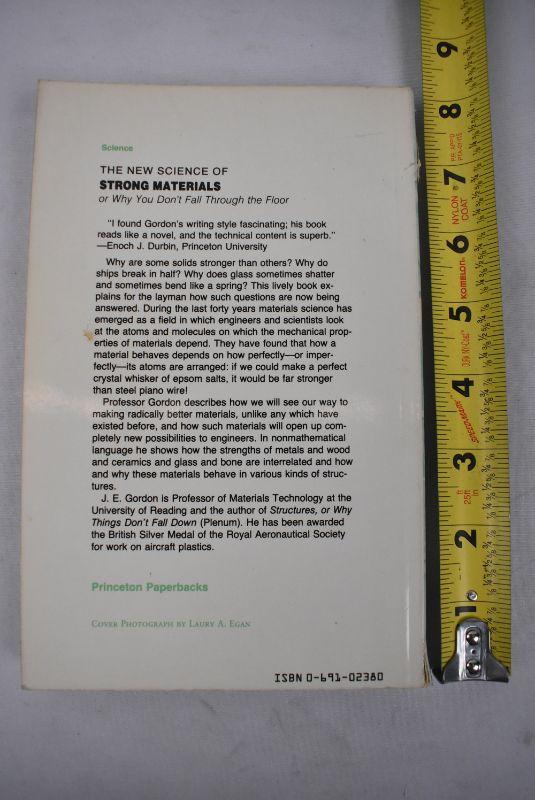 Science
THE NEW SCIENCE OF
STRONG MATERIALS
or Why You Don't Fall Through the Floor
"I found Gordon's writing style fascinating; his book
reads like a novel, and the technical content is superb."
—Enoch J. Durbin, Princeton University
Why are some solids stronger than others? Why do
ships break in half? Why does glass sometimes shatter
and sometimes bend like a spring? This lively book ex-
plains for the layman how such questions are now being
answered. During the last forty years materials science has
emerged as a field in which engineers and scientists look
at the atoms and molecules on which the mechanical prop-
erties of materials depend. They have found that how a
material behaves depends on how perfectly—or imper-
fectly—its atoms are arranged: if we could make a perfect
crystal whisker of epsom salts, it would be far stronger
than steel piano wire!
Professor Gordon describes how we will see our way to
making radically better materials, unlike any which have
existed before, and how such materials will open up com-
pletely new possibilities to engineers. In nonmathematical
language he shows how the strengths of metals and wood
and ceramics and glass and bone are interrelated and how
and why these materials behave in various kinds of struc-
tures.
J. E. Gordon is Professor of Materials Technology at the
University of Reading and the author of Structures, or Why
Things Don't Fall Down (Plenum). He has been awarded
the British Silver Medal of the Royal Aeronautical Society
for work on aircraft plastics.
Princeton Paperbacks
COVER PHOTOGRAPH BY LAURY A. EGAN
ISBN 0-691-02380
9
8
7
NYLON
COAT
6
KOMELON
5
4
3
25ft
2
1